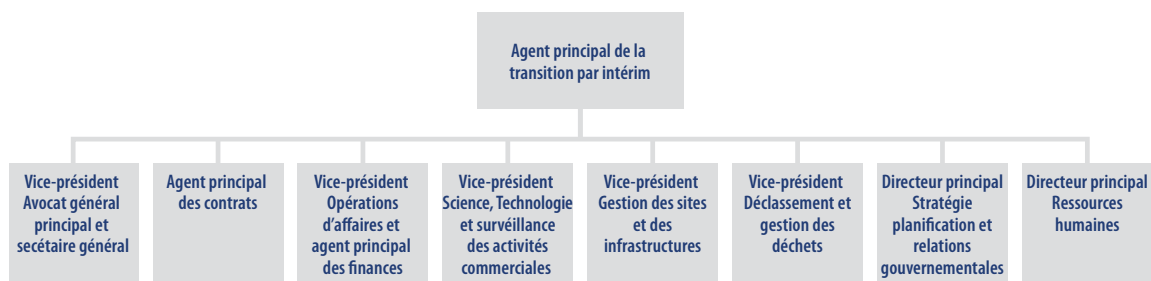 Agent principal de la
transition par intérim
Vice-président
Avocat général
principal et
secétaire général
Agent principal
des contrats
Vice-président
Opérations
d'affaires et
agent principal
des finances
Vice-président
Science, Technologie
et survéillance
des activités
commerciales
Vice-président
Gestion des sites
et des
infrastructures
Vice-président
Déclassement et
gestion des
déchets
Directeur principal
Stratégie
planification et
relations
gouvernementales
Directeur principal
Ressources
humaines